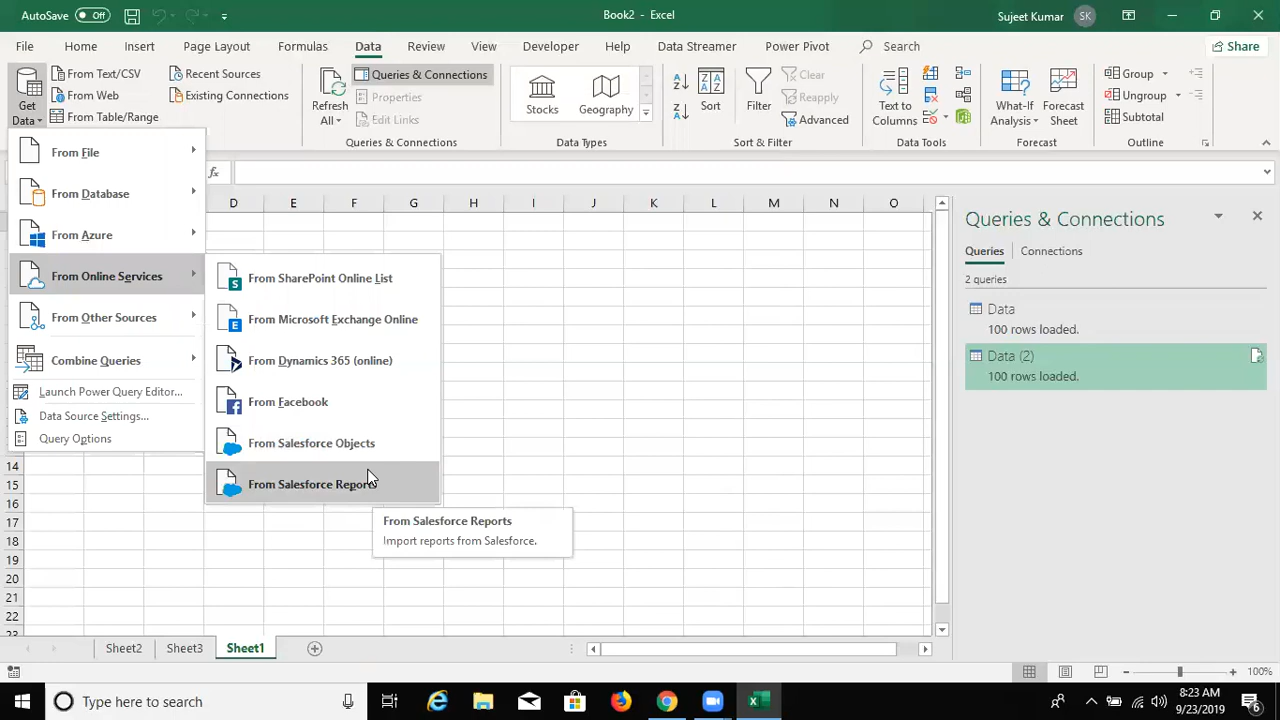 AutoSave Off
Book2 - Excel
Sujeet Kumar SK
File Home Insert Page Layout Formulas Data Review View Developer Help Data Streamer Power Pivot Search Share
Get Data
From Text/CSV
From Web
From Table/Range
Recent Sources
Existing Connections
Refresh All
Queries & Connections
Properties
Edit Links
Queries & Connections
Stocks
Geography
Data Types
Sort
Filter
Clear
Reapply
Advanced
Text to Columns
Data Tools
What-If Analysis
Forecast Sheet
Forecast
Group
Ungroup
Subtotal
Outline
fx
From File
From Database
From Azure
From Online Services
From Other Sources
Combine Queries
Launch Power Query Editor...
Data Source Settings...
Query Options
From SharePoint Online List
From Microsoft Exchange Online
From Dynamics 365 (online)
From Facebook
From Salesforce Objects
From Salesforce Reports
From Salesforce Reports
Import reports from Salesforce.
D E F G H I J K L M N O
14
15
16
17
18
19
20
21
22
23
Queries & Connections
Queries Connections
2 queries
Data
100 rows loaded.
Data (2)
100 rows loaded.
Sheet2 Sheet3 Sheet1
100%
Type here to search
8:23 AM
9/23/2019
6